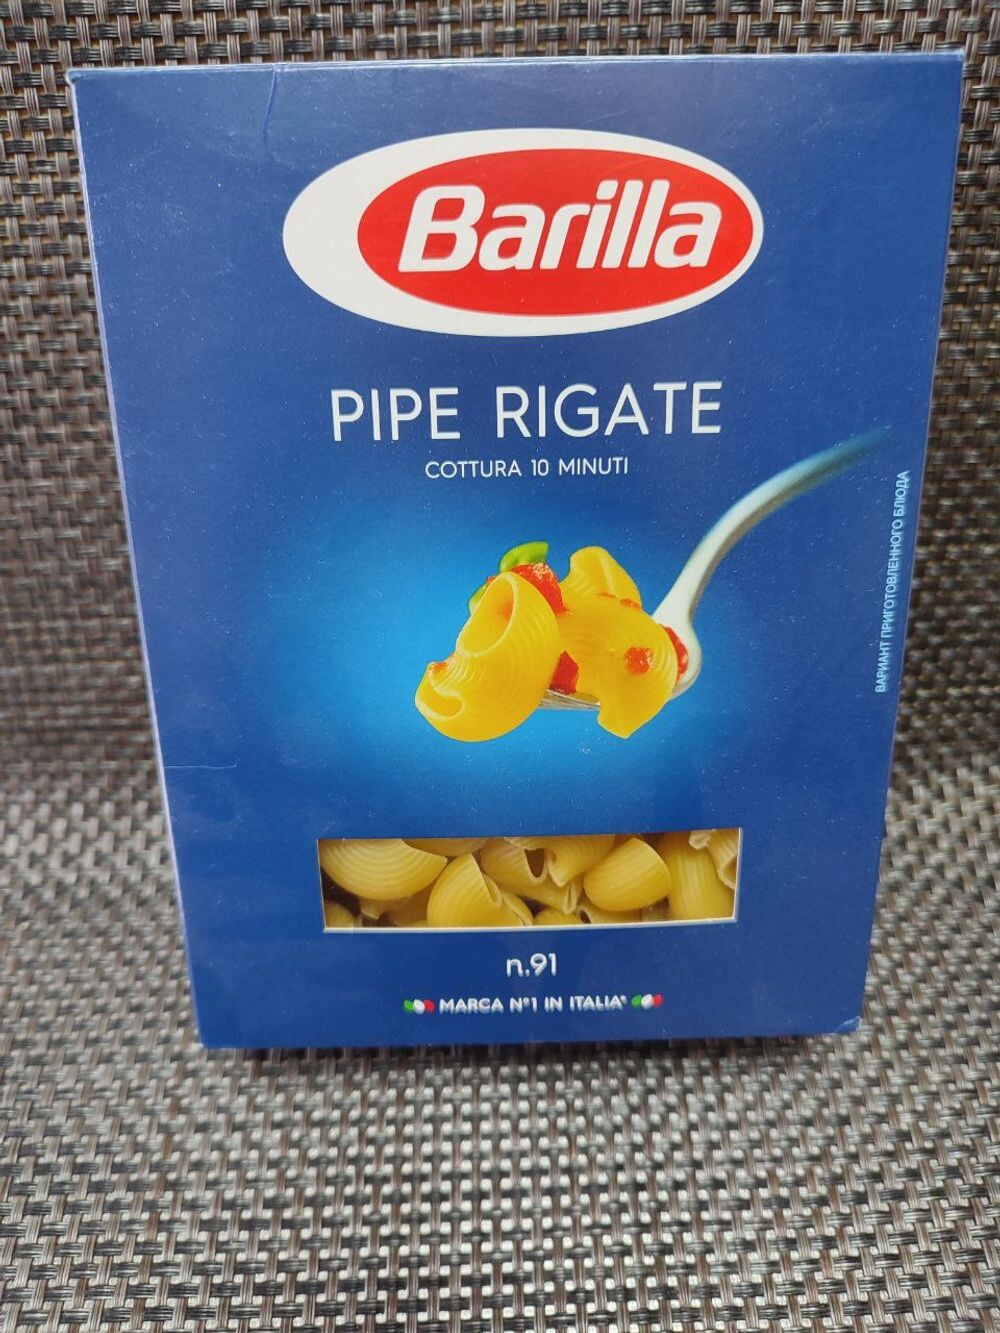 Barilla
PIPE RIGATE
COTTURA 10 MINUTI
ВАРИАНТ ПРИГОТОВЛЕННОГО БЛЮДА
n.91
MARCA N°1 IN ITALIA*